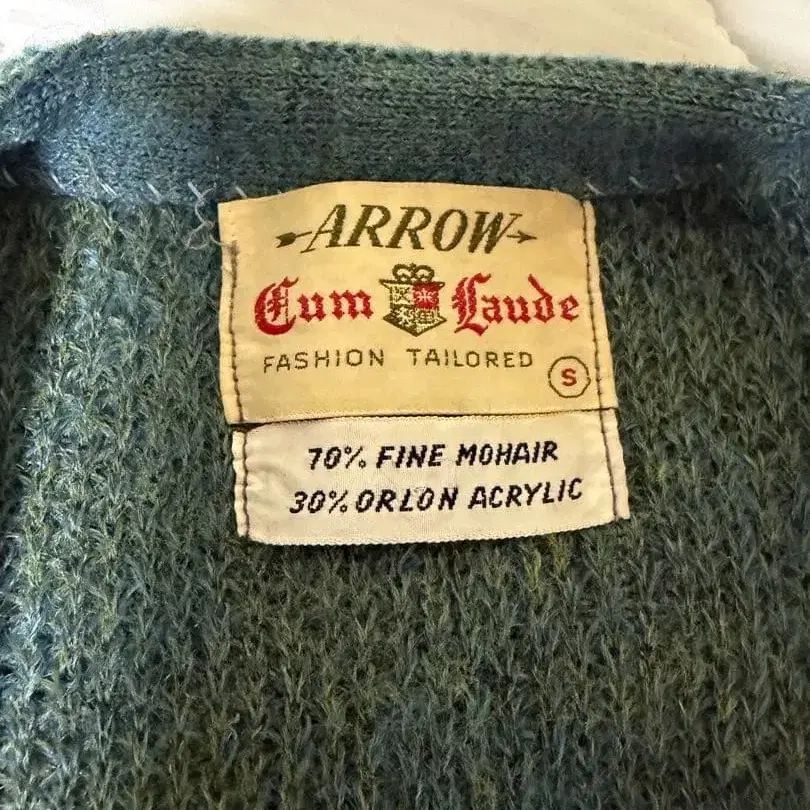 ARROW
Cum Laude
FASHION TAILORED S
70% FINE MOHAIR
30% ORLON ACRYLIC